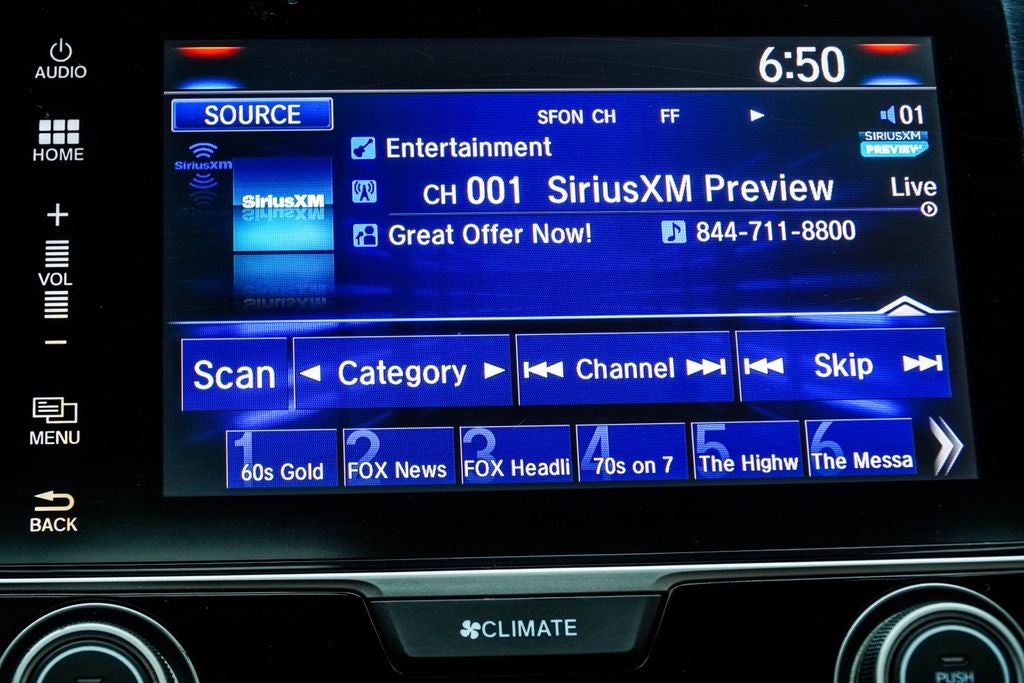 AUDIO
6:50
SOURCE
SFON CH FF
01
SIRIUSXM
PREVIEW
HOME
SiriusXM
Entertainment
SiriusXM
CH 001 SiriusXM Preview
Live
Great Offer Now!
844-711-8800
+
VOL
−
SiriusXM
Scan
Category
Channel
Skip
MENU
1 60s Gold
2 FOX News
3 FOX Headli
4 70s on 7
5 The Highw
6 The Messa
BACK
CLIMATE
PUSH